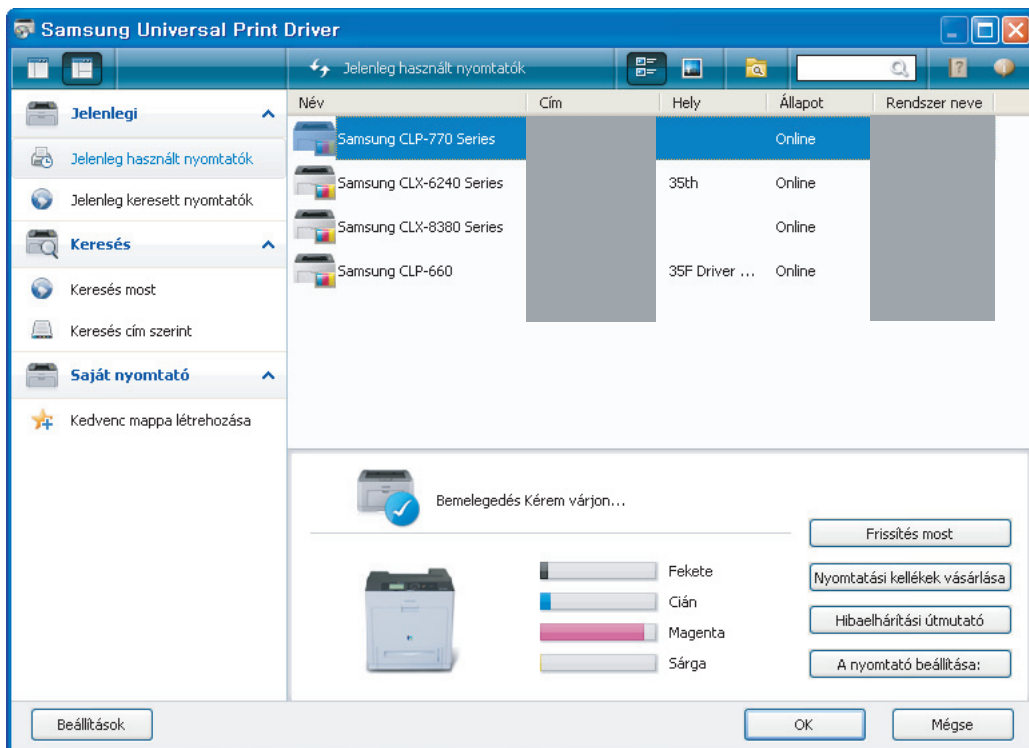 Samsung Universal Print Driver
Jelenleg használt nyomtatók
Jelenlegi
Jelenleg használt nyomtatók
Jelenleg keresett nyomtatók
Keresés
Keresés most
Keresés cím szerint
Saját nyomtató
Kedvenc mappa létrehozása
Név Cím Hely Állapot Rendszer neve
Samsung CLP-770 Series Online
Samsung CLX-6240 Series 35th Online
Samsung CLX-8380 Series Online
Samsung CLP-660 35F Driver ... Online
Bemelegedés Kérem várjon...
Fekete
Cián
Magenta
Sárga
Frissítés most
Nyomtatási kellékek vásárlása
Hibaelhárítási útmutató
A nyomtató beállítása:
Beállítások
OK
Mégse